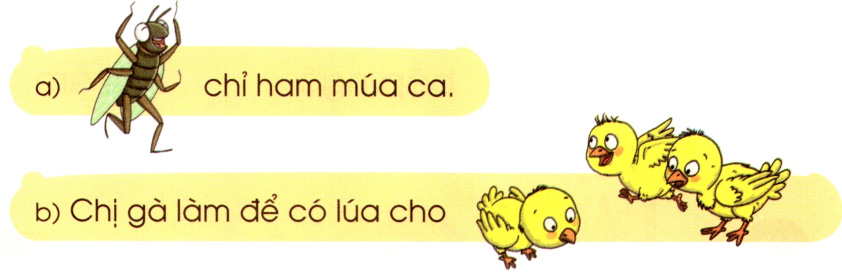 a) chỉ ham múa ca.
b) Chị gà làm để có lúa cho